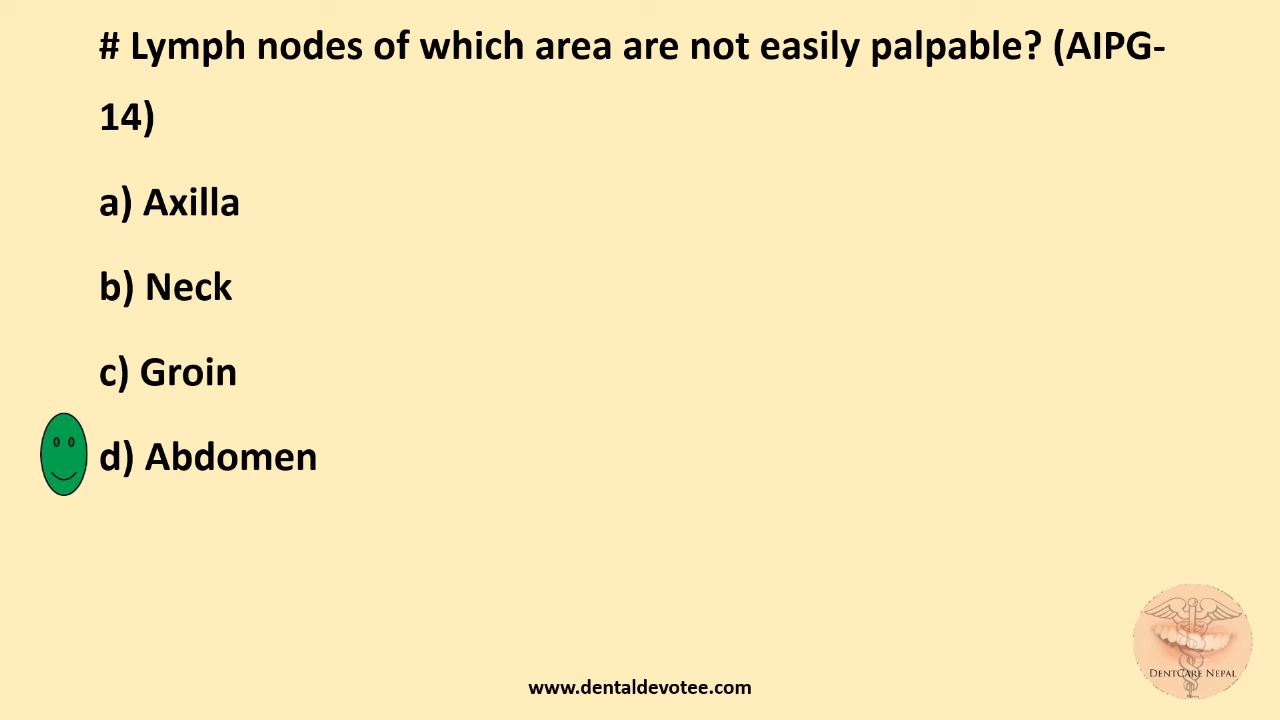 # Lymph nodes of which area are not easily palpable? (AIPG-
14)
a) Axilla
b) Neck
c) Groin
d) Abdomen
www.dentaldevotee.com
DentCare Nepal